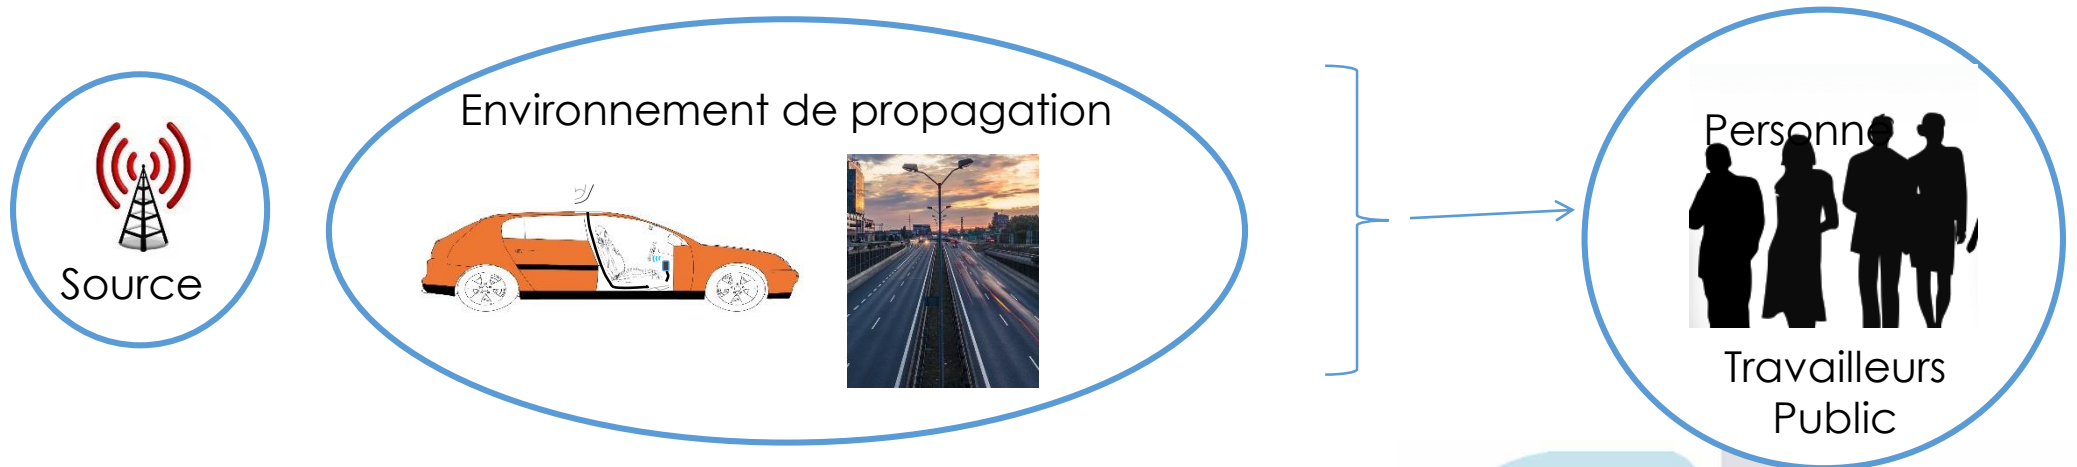 Source
Environnement de propagation
Personne
Travailleurs
Public